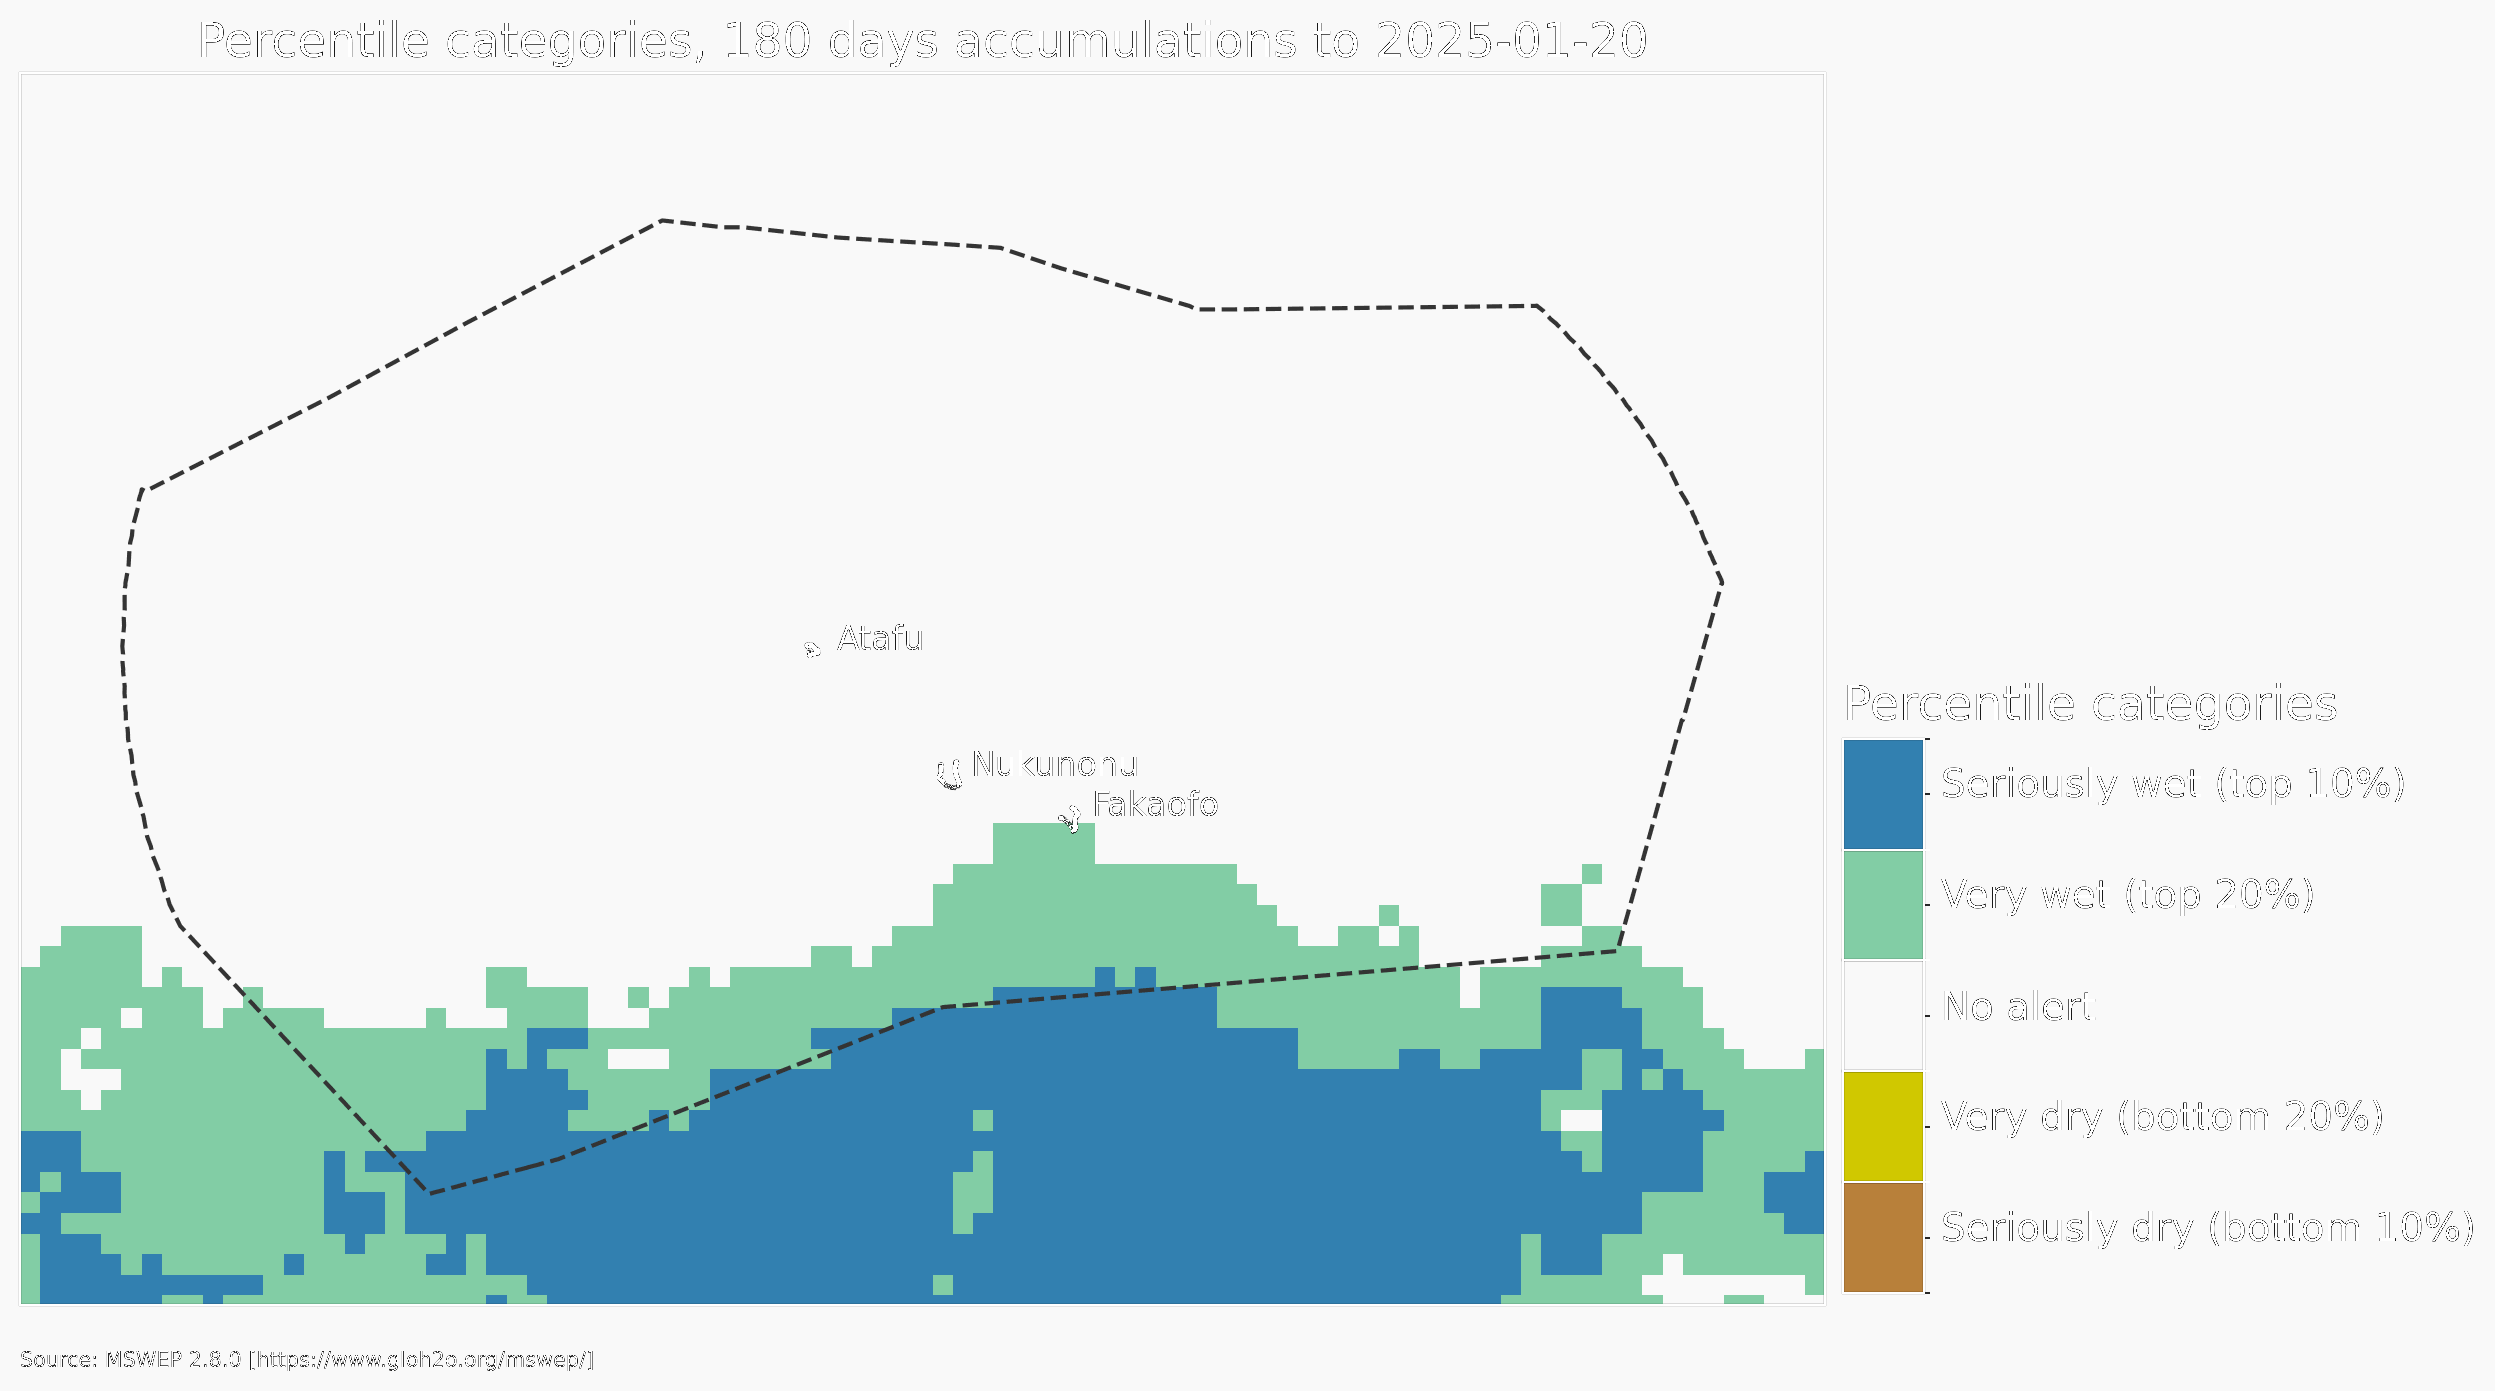 Percentile categories, 180 days accumulations to 2025-01-20
Atafu
Nukunonu
Fakaofo
Percentile categories
Seriously wet (top 10%)
Very wet (top 20%)
No alert
Very dry (bottom 20%)
Seriously dry (bottom 10%)
Source: MSWEP 2.8.0 [https://www.gloh2o.org/mswep/]